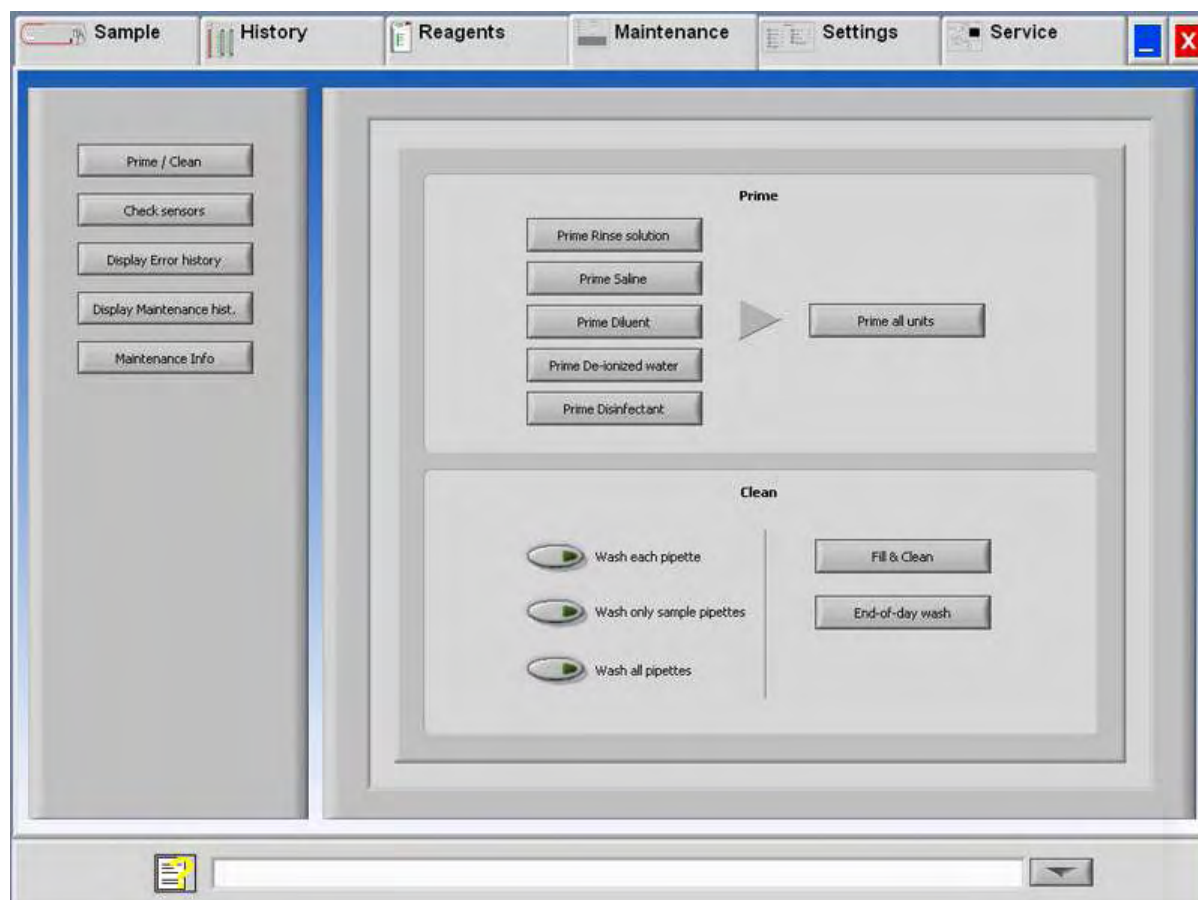 Sample
History
Reagents
Maintenance
Settings
Service
X
Prime / Clean
Check sensors
Display Error history
Display Maintenance hist.
Maintenance Info
Prime
Prime Rinse solution
Prime Saline
Prime Diluent
Prime De-ionized water
Prime Disinfectant
Prime all units
Clean
Wash each pipette
Wash only sample pipettes
Wash all pipettes
Fill & Clean
End-of-day wash
?